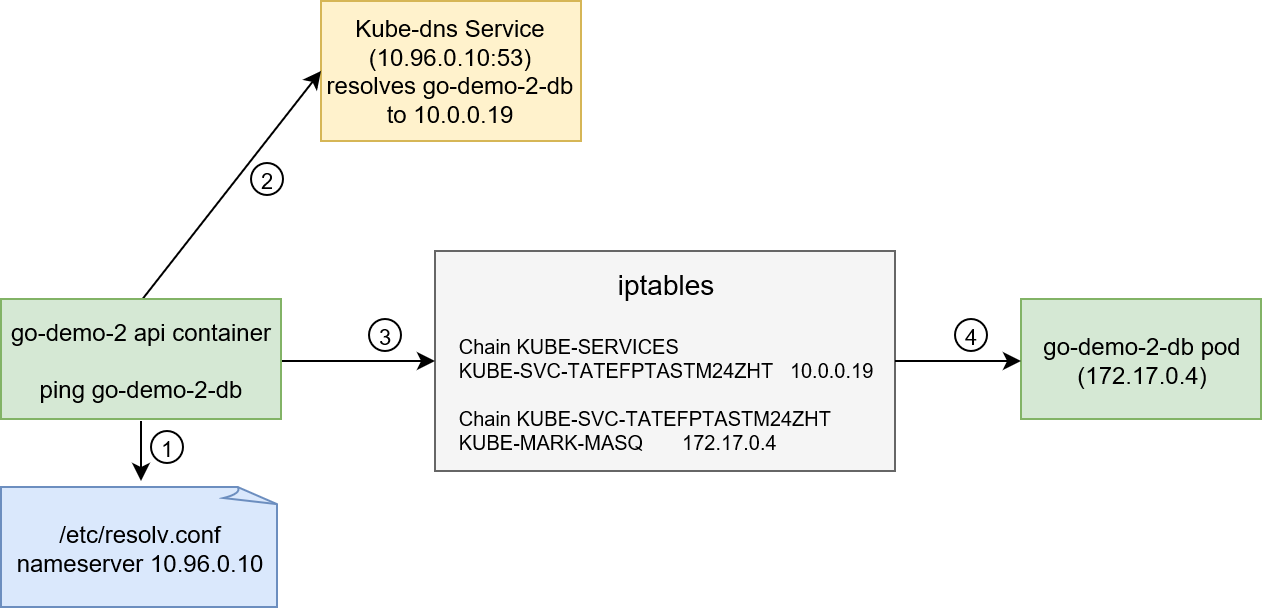 Kube-dns Service
(10.96.0.10:53)
resolves go-demo-2-db
to 10.0.0.19
2
go-demo-2 api container
ping go-demo-2-db
3
iptables
Chain KUBE-SERVICES
KUBE-SVC-TATEFPTASTM24ZHT 10.0.0.19
Chain KUBE-SVC-TATEFPTASTM24ZHT
KUBE-MARK-MASQ 172.17.0.4
4
go-demo-2-db pod
(172.17.0.4)
1
/etc/resolv.conf
nameserver 10.96.0.10